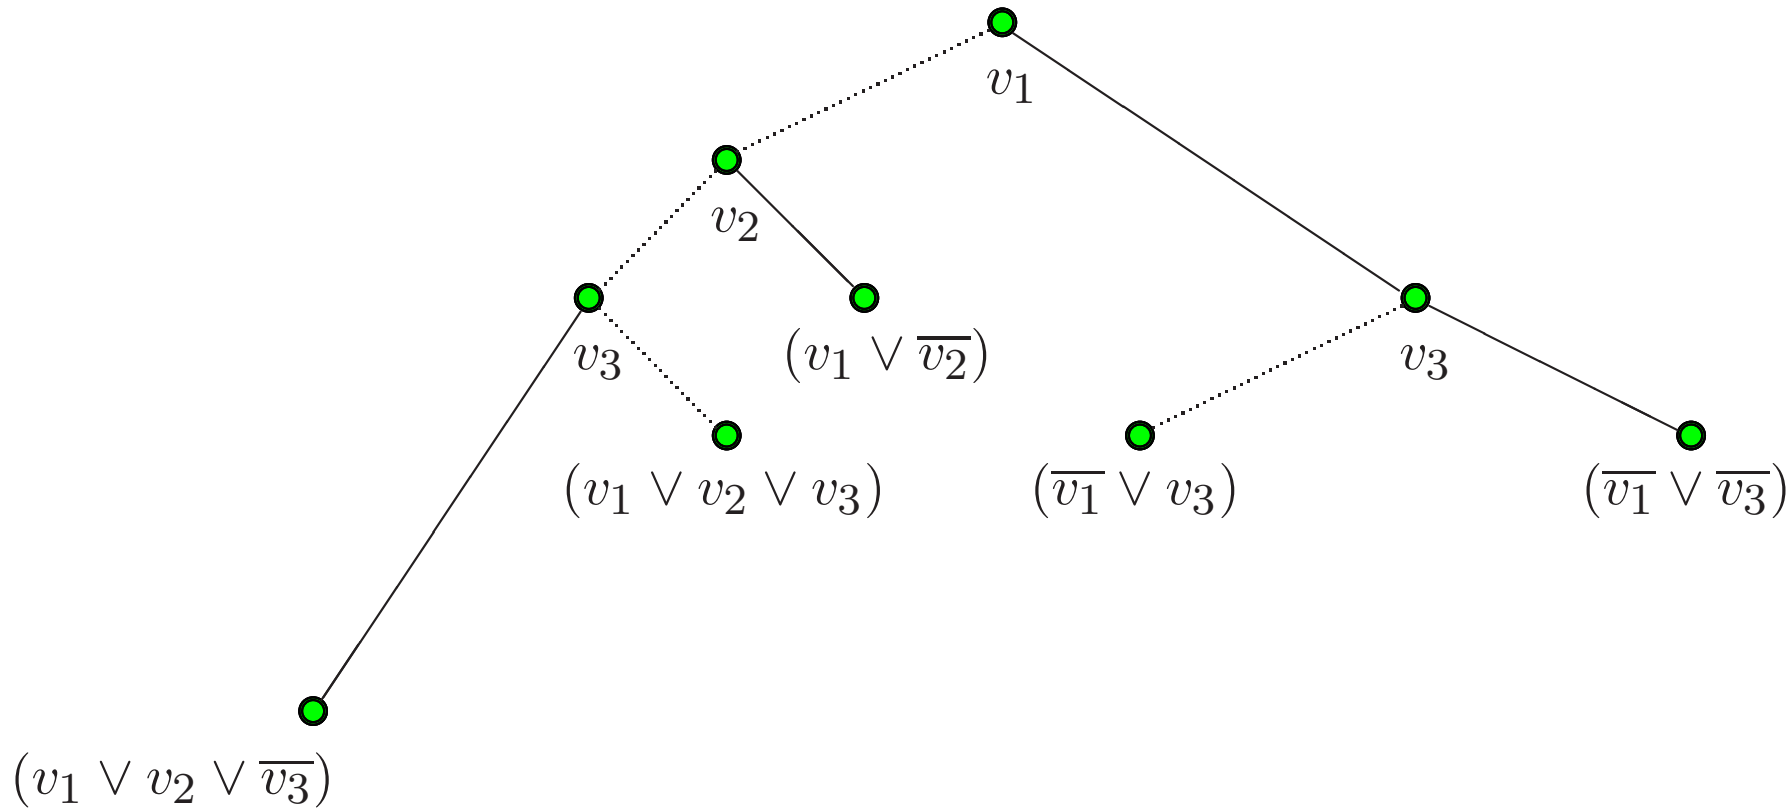 v₁
v₂
v₃ (v₁ ∨ v̅₂) v₃
(v₁ ∨ v₂ ∨ v₃) (v̅₁ ∨ v₃) (v̅₁ ∨ v̅₃)
(v₁ ∨ v₂ ∨ v̅₃)